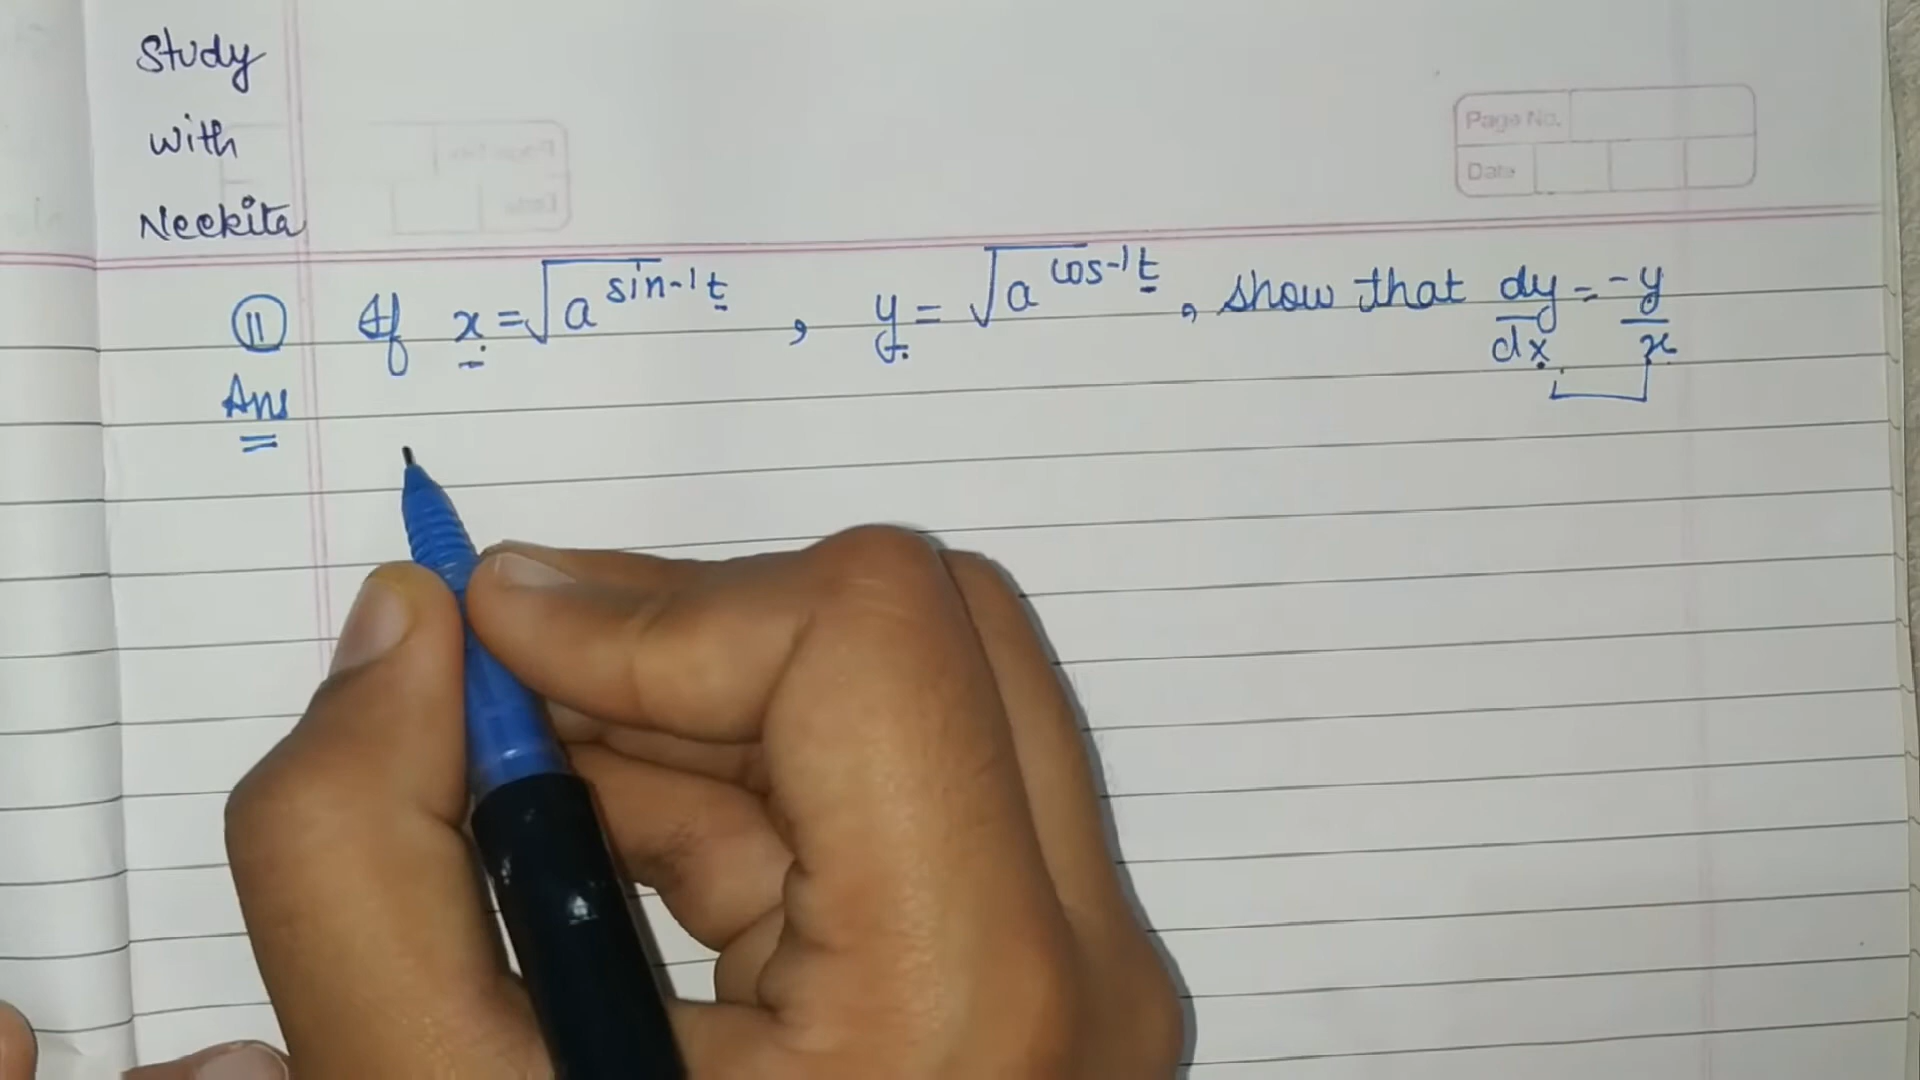 Study
with
Neekita
Page No.
Date
(11) If x = √a^sin-1t , y = √a^cos-1t , show that dy/dx = -y/x
Ans